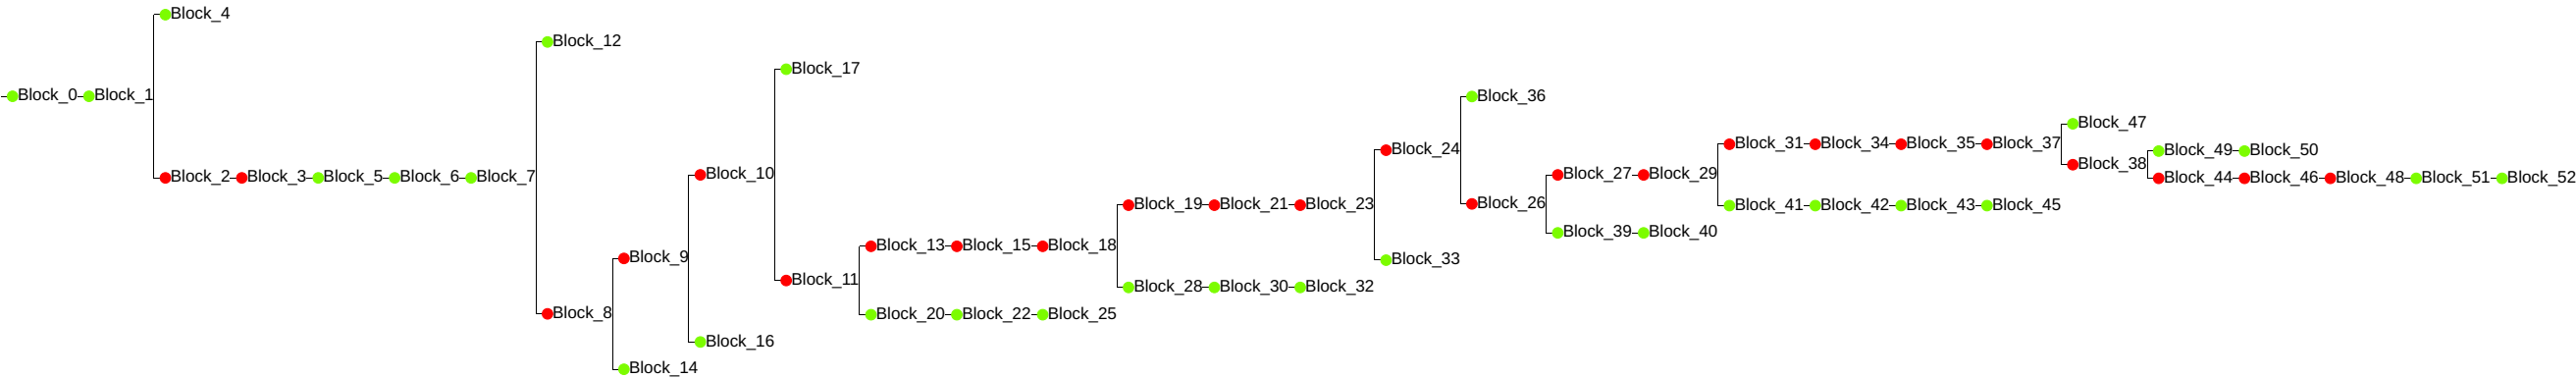 Block_4
Block_12
Block_17
Block_0 Block_1
Block_36
Block_47
Block_31 Block_34 Block_35 Block_37
Block_24
Block_49 Block_50
Block_38
Block_10
Block_27 Block_29
Block_2 Block_3 Block_5 Block_6 Block_7
Block_44 Block_46 Block_48 Block_51 Block_52
Block_19 Block_21 Block_23
Block_26
Block_41 Block_42 Block_43 Block_45
Block_39 Block_40
Block_13 Block_15 Block_18
Block_9
Block_33
Block_11
Block_28 Block_30 Block_32
Block_8
Block_20 Block_22 Block_25
Block_16
Block_14